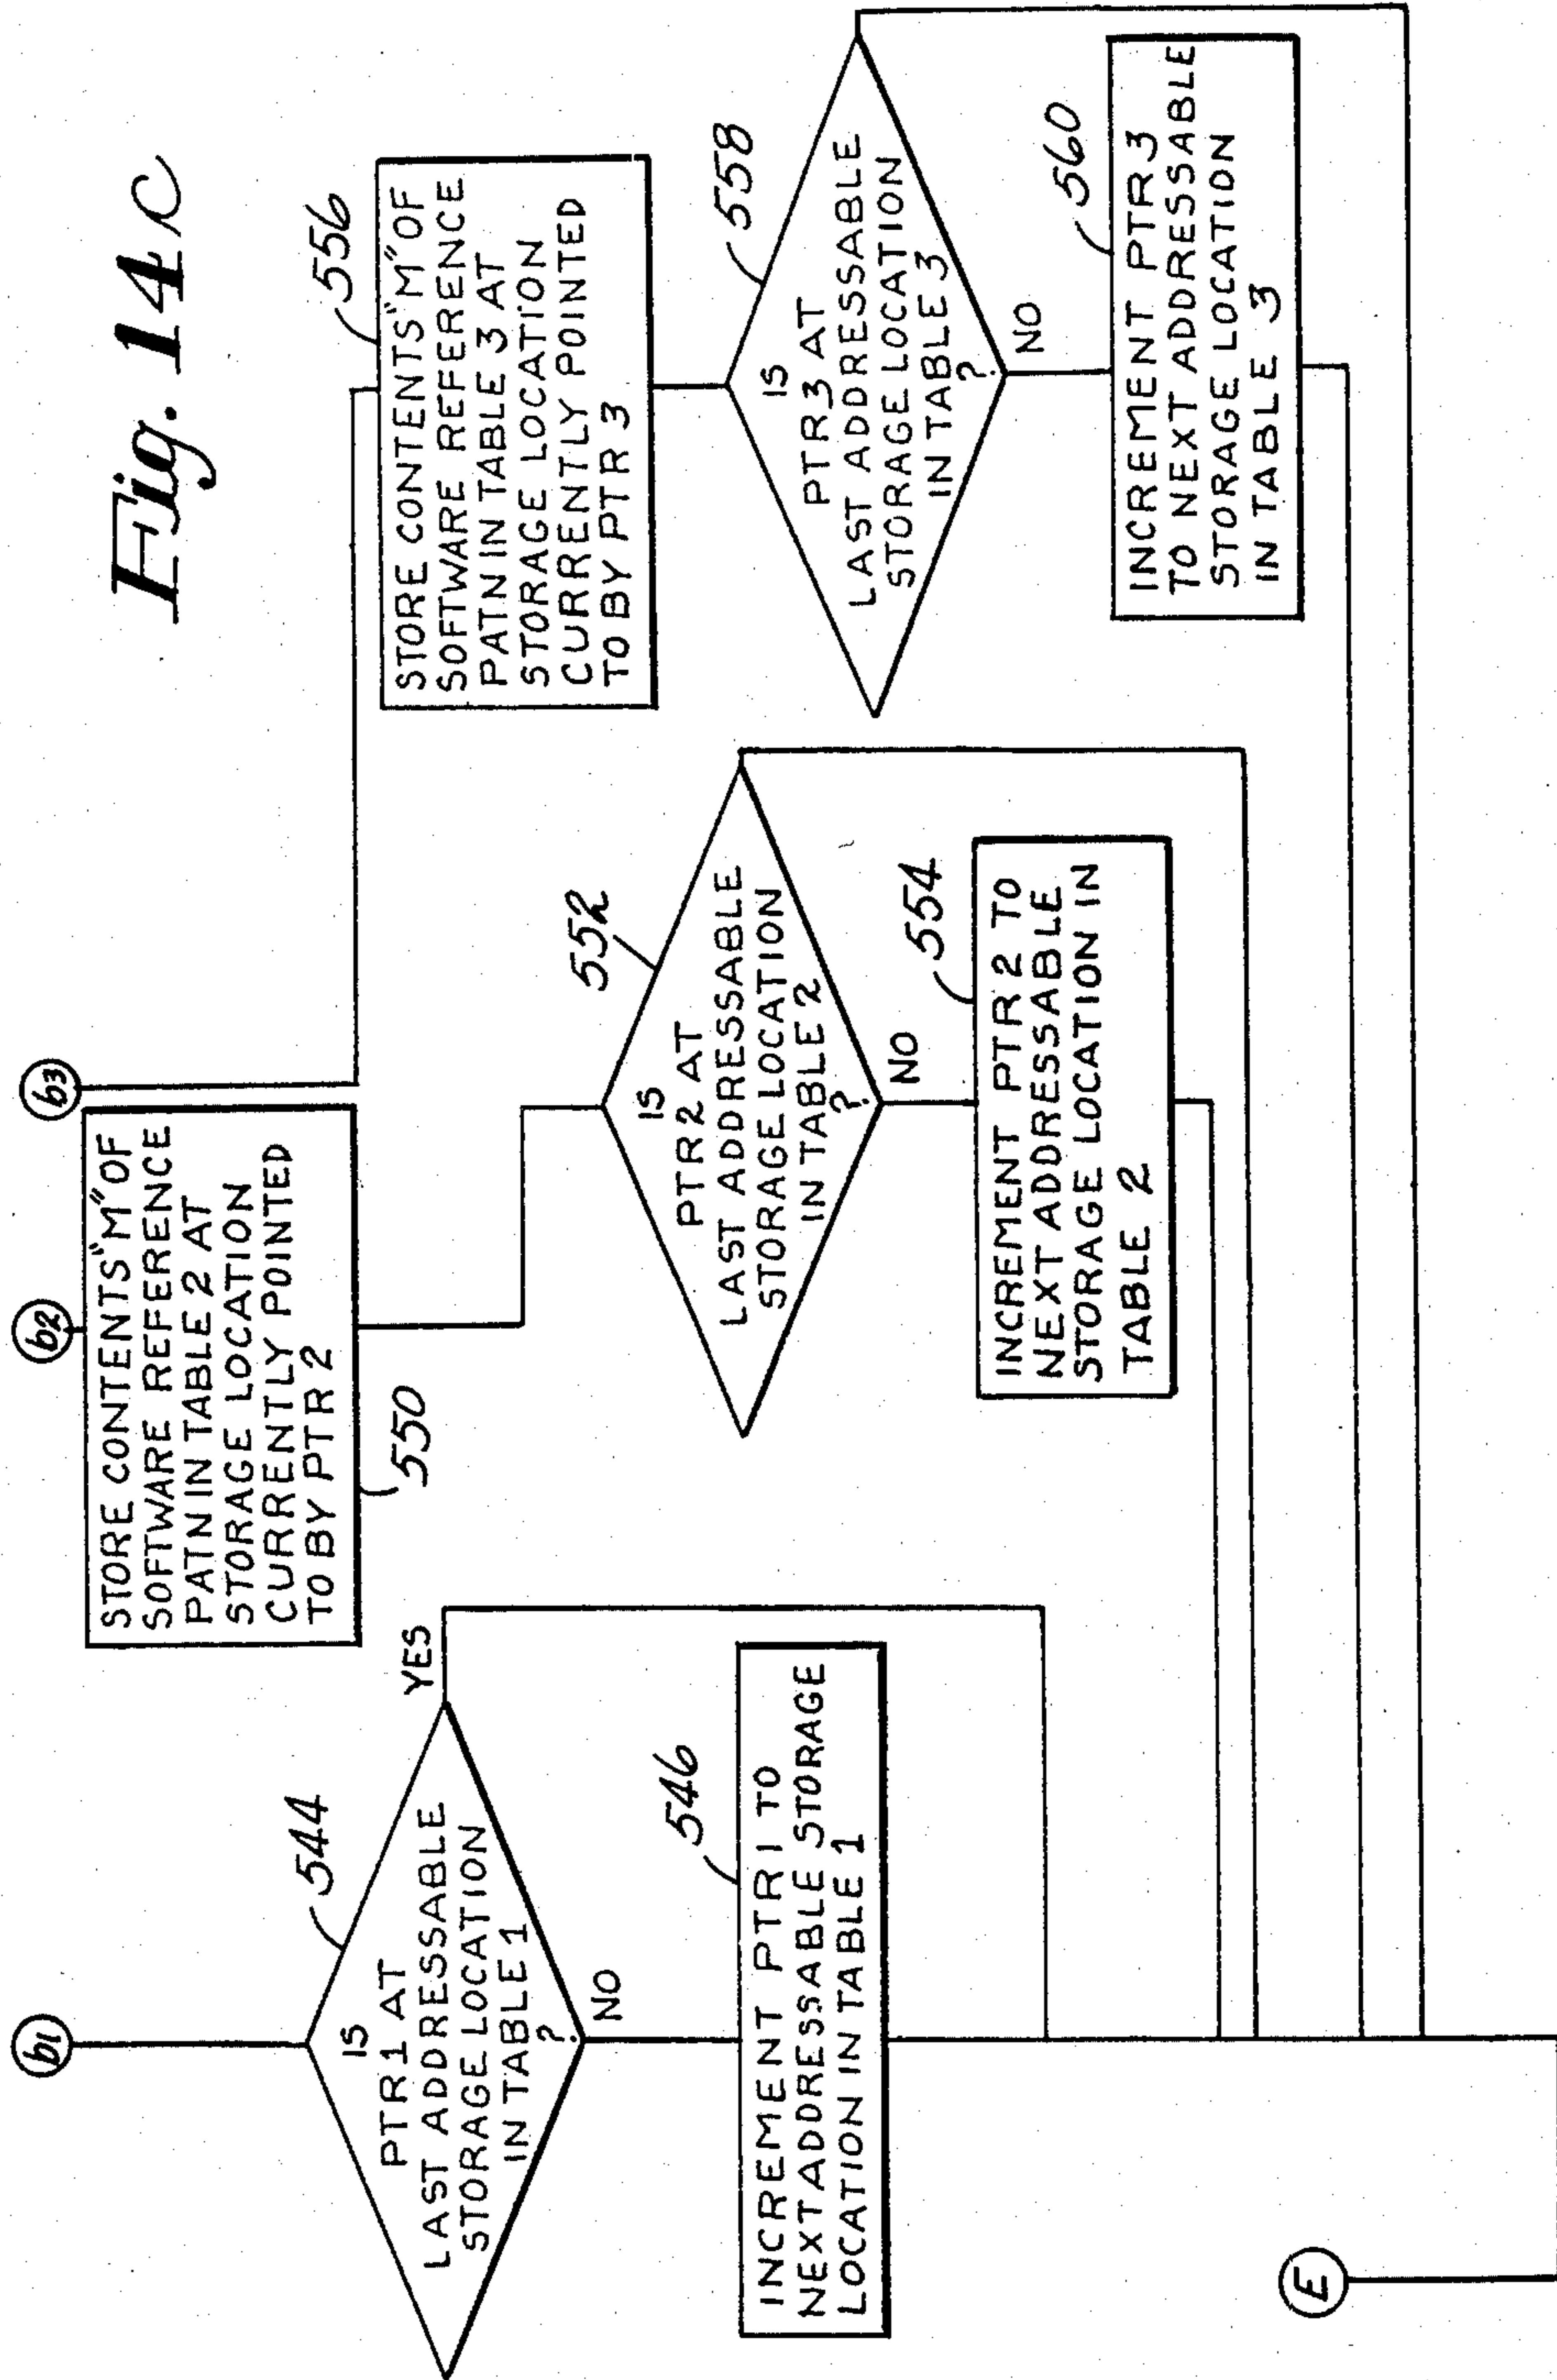 Fig. 14c
b1
544
IS
PTR1 AT
LAST ADDRESSABLE
STORAGE LOCATION
IN TABLE 1
?
YES
NO
546
INCREMENT PTR1 TO
NEXT ADDRESSABLE STORAGE
LOCATION IN TABLE 1
E
b2
STORE CONTENTS "M" OF
SOFTWARE REFERENCE
PATN IN TABLE 2 AT
STORAGE LOCATION
CURRENTLY POINTED
TO BY PTR 2
550
552
IS
PTR2 AT
LAST ADDRESSABLE
STORAGE LOCATION
IN TABLE 2
?
NO
554
INCREMENT PTR 2 TO
NEXT ADDRESSABLE
STORAGE LOCATION IN
TABLE 2
b3
556
STORE CONTENTS "M" OF
SOFTWARE REFERENCE
PATN IN TABLE 3 AT
STORAGE LOCATION
CURRENTLY POINTED
TO BY PTR 3
558
IS
PTR3 AT
LAST ADDRESSABLE
STORAGE LOCATION
IN TABLE 3
?
NO
560
INCREMENT PTR3
TO NEXT ADDRESSABLE
STORAGE LOCATION
IN TABLE 3